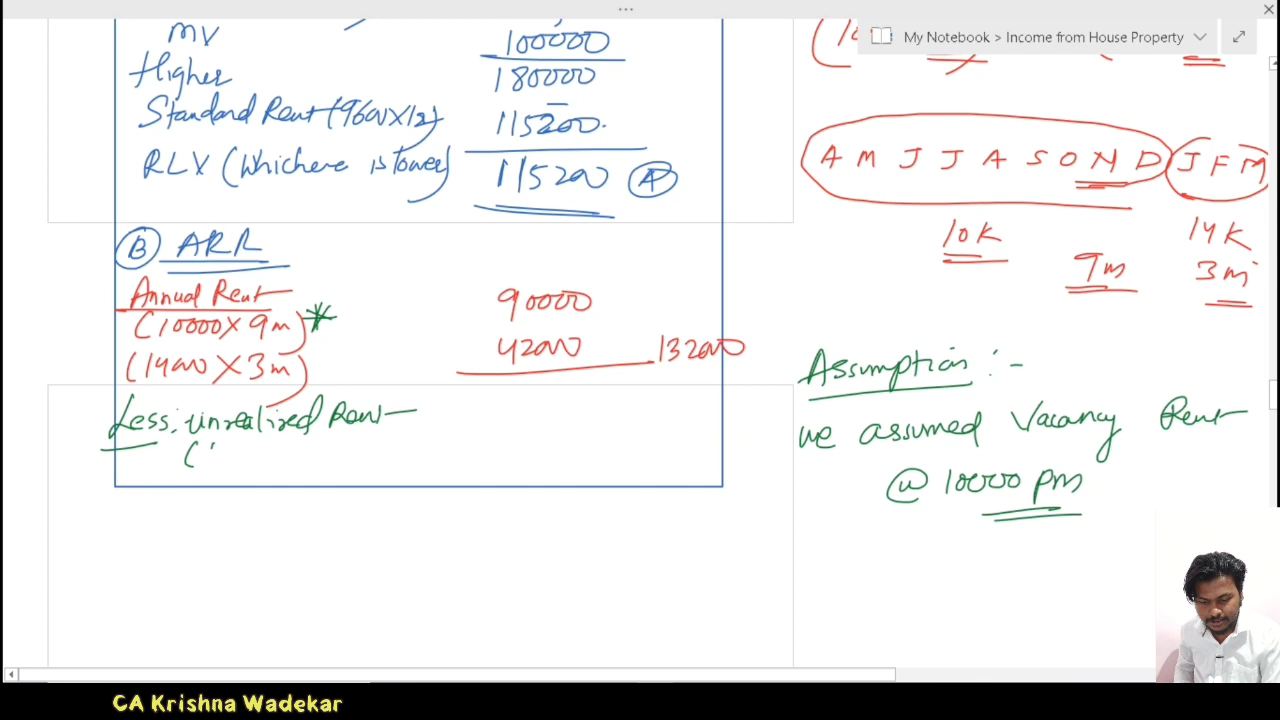 My Notebook > Income from House Property
MV 100000
Higher 180000
Standard Rent (9600X12) 115200.
RLV (Whichever is lower) 115200 A
A M J J A S O N D J F M
10K 14K
9m 3m
B ARR
Annual Rent
(10000 X 9m) * 90000
(14000 X 3m) 42000 132000
Less: unrealized Rent
(
Assumption :-
we assumed Vacancy Rent
@ 10000 pm
CA Krishna Wadekar